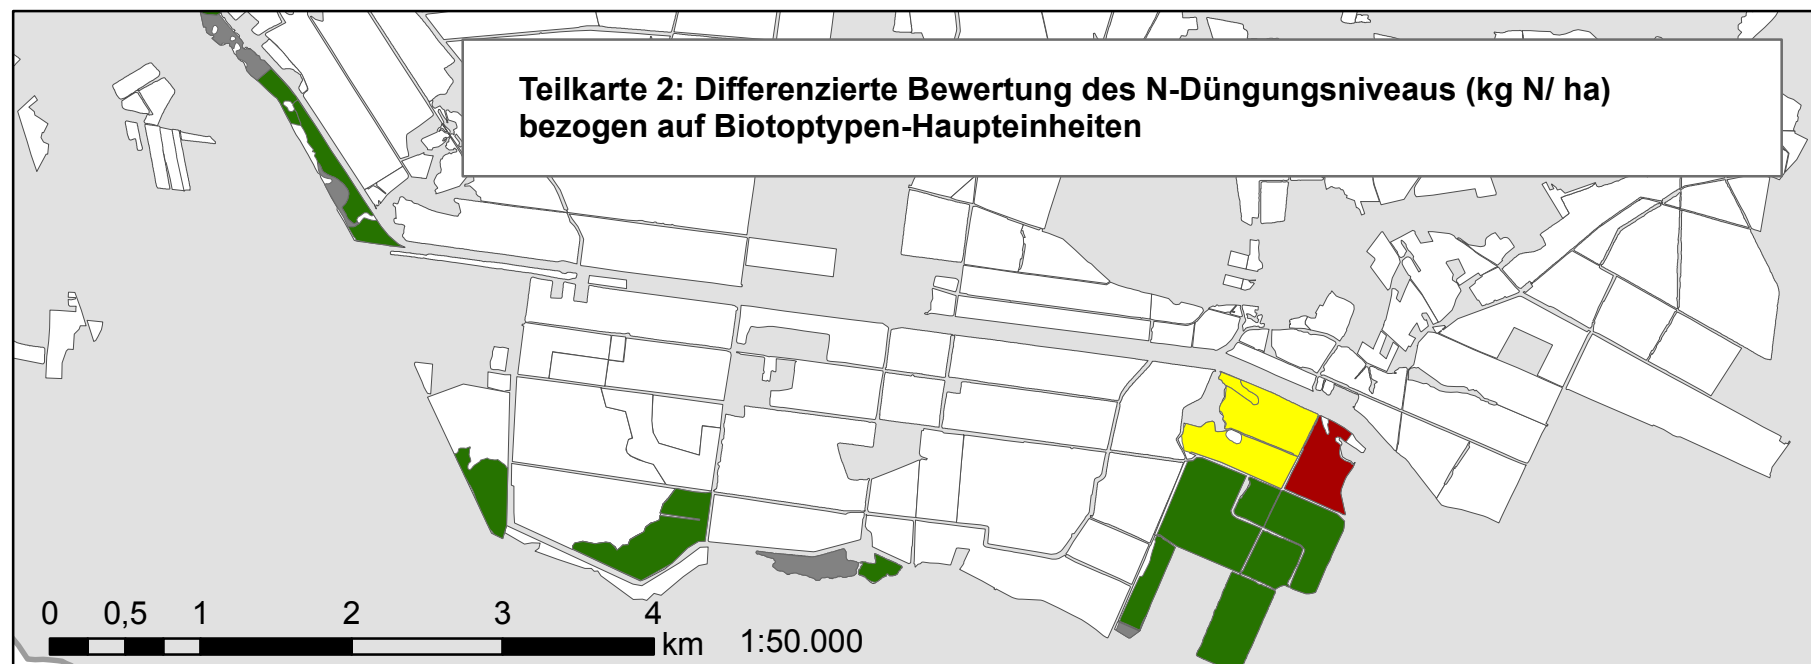 Teilkarte 2: Differenzierte Bewertung des N-Düngungsniveaus (kg N/ ha)
bezogen auf Biotoptypen-Haupteinheiten
0 0,5 1 2 3 4
km 1:50.000